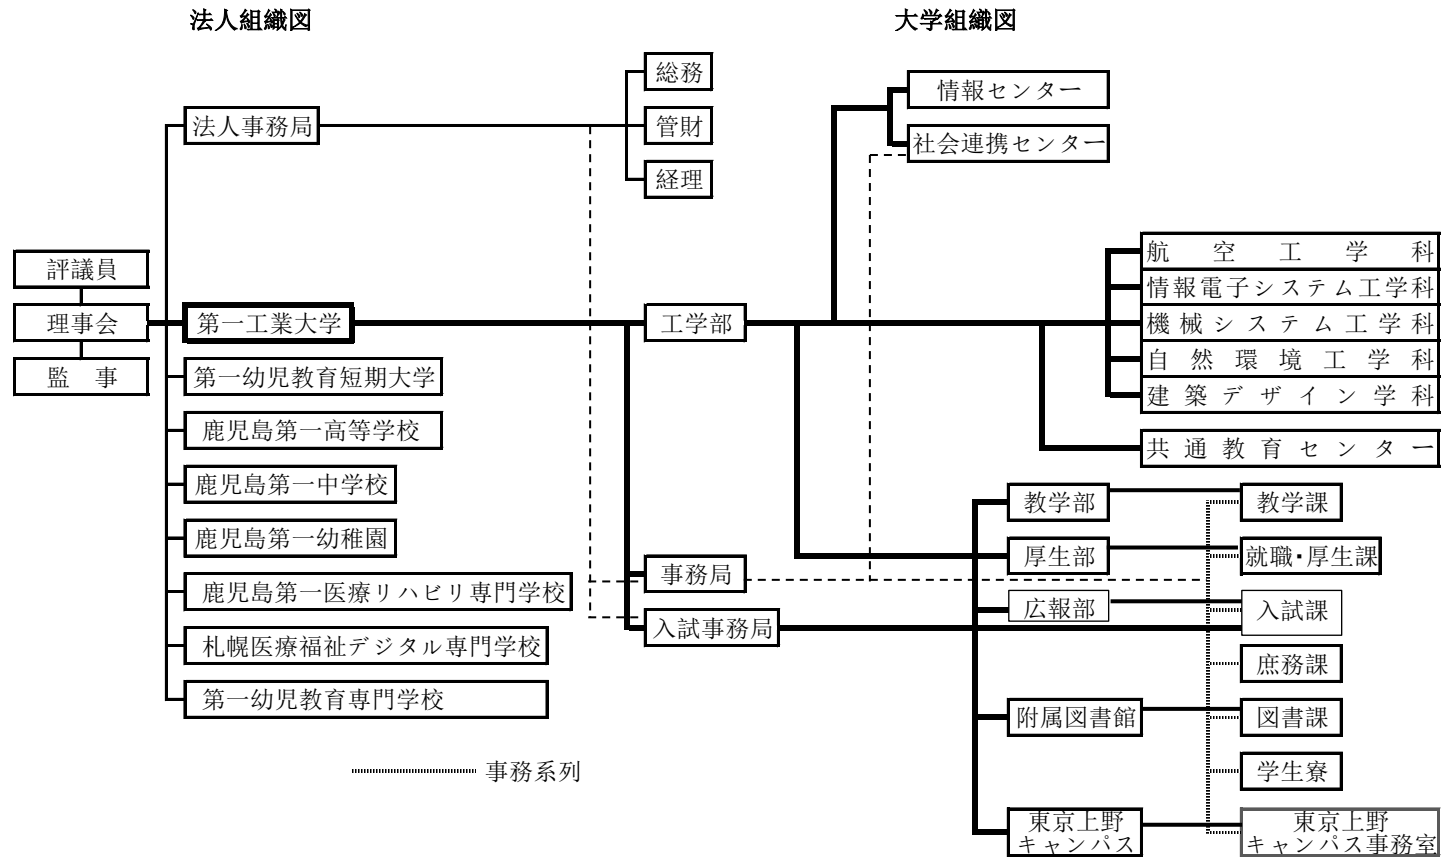 法人組織図
大学組織図
総務
管財
経理
法人事務局
情報センター
社会連携センター
評議員
理事会
監　事
第一工業大学
第一幼児教育短期大学
鹿児島第一高等学校
鹿児島第一中学校
鹿児島第一幼稚園
鹿児島第一医療リハビリ専門学校
札幌医療福祉デジタル専門学校
第一幼児教育専門学校
工学部
事務局
入試事務局
航空工学科
情報電子システム工学科
機械システム工学科
自然環境工学科
建築デザイン学科
共通教育センター
教学部
教学課
厚生部
就職・厚生課
広報部
入試課
庶務課
附属図書館
図書課
学生寮
東京上野
キャンパス
東京上野
キャンパス事務室
事務系列